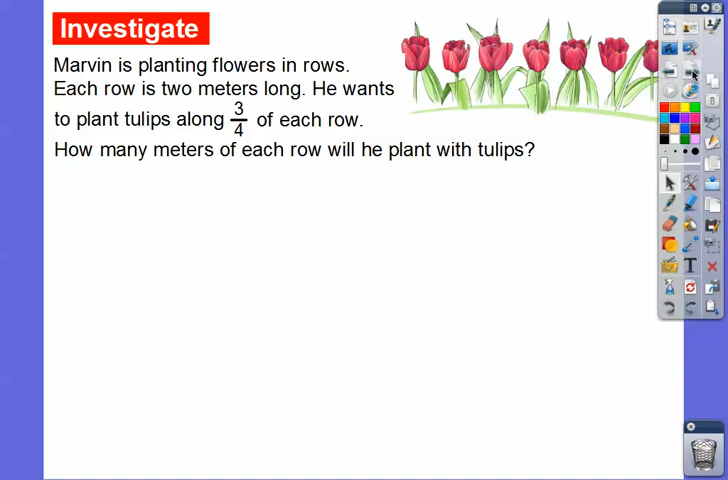 Investigate
Marvin is planting flowers in rows.
Each row is two meters long. He wants
to plant tulips along 3/4 of each row.
How many meters of each row will he plant with tulips?
T